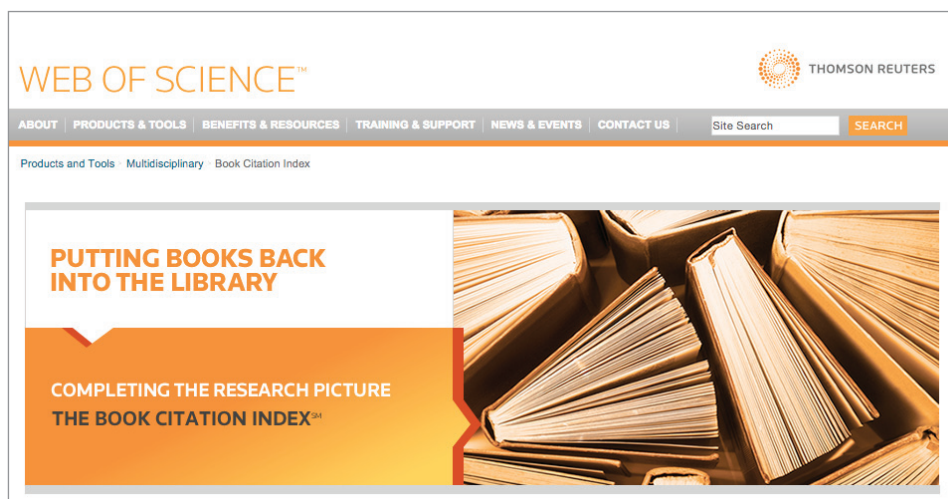 WEB OF SCIENCE™
THOMSON REUTERS
ABOUT PRODUCTS & TOOLS BENEFITS & RESOURCES TRAINING & SUPPORT NEWS & EVENTS CONTACT US Site Search SEARCH
Products and Tools Multidisciplinary Book Citation Index
PUTTING BOOKS BACK
INTO THE LIBRARY
COMPLETING THE RESEARCH PICTURE
THE BOOK CITATION INDEX℠